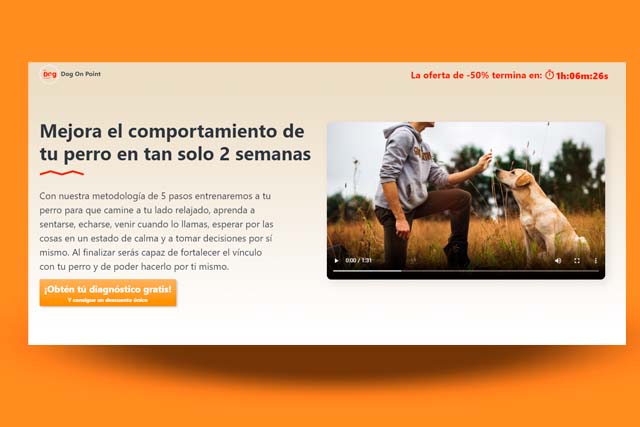 Dog Dog On Point
La oferta de -50% termina en: 1h:06m:26s
Mejora el comportamiento de
tu perro en tan solo 2 semanas
Con nuestra metodología de 5 pasos entrenaremos a tu
perro para que camine a tu lado relajado, aprenda a
sentarse, echarse, venir cuando lo llamas, esperar por las
cosas en un estado de calma y a tomar decisiones por sí
mismo. Al finalizar serás capaz de fortalecer el vínculo
con tu perro y de poder hacerlo por ti mismo.
¡Obtén tú diagnóstico gratis!
Y consigue un descuento único
0:00 / 1:31